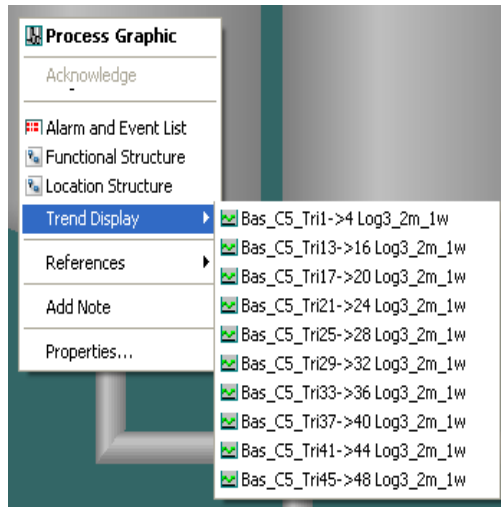 Process Graphic
Acknowledge
Alarm and Event List
Functional Structure
Location Structure
Trend Display
References
Add Note
Properties...
Bas_C5_Tri1->4 Log3_2m_1w
Bas_C5_Tri13->16 Log3_2m_1w
Bas_C5_Tri17->20 Log3_2m_1w
Bas_C5_Tri21->24 Log3_2m_1w
Bas_C5_Tri25->28 Log3_2m_1w
Bas_C5_Tri29->32 Log3_2m_1w
Bas_C5_Tri33->36 Log3_2m_1w
Bas_C5_Tri37->40 Log3_2m_1w
Bas_C5_Tri41->44 Log3_2m_1w
Bas_C5_Tri45->48 Log3_2m_1w